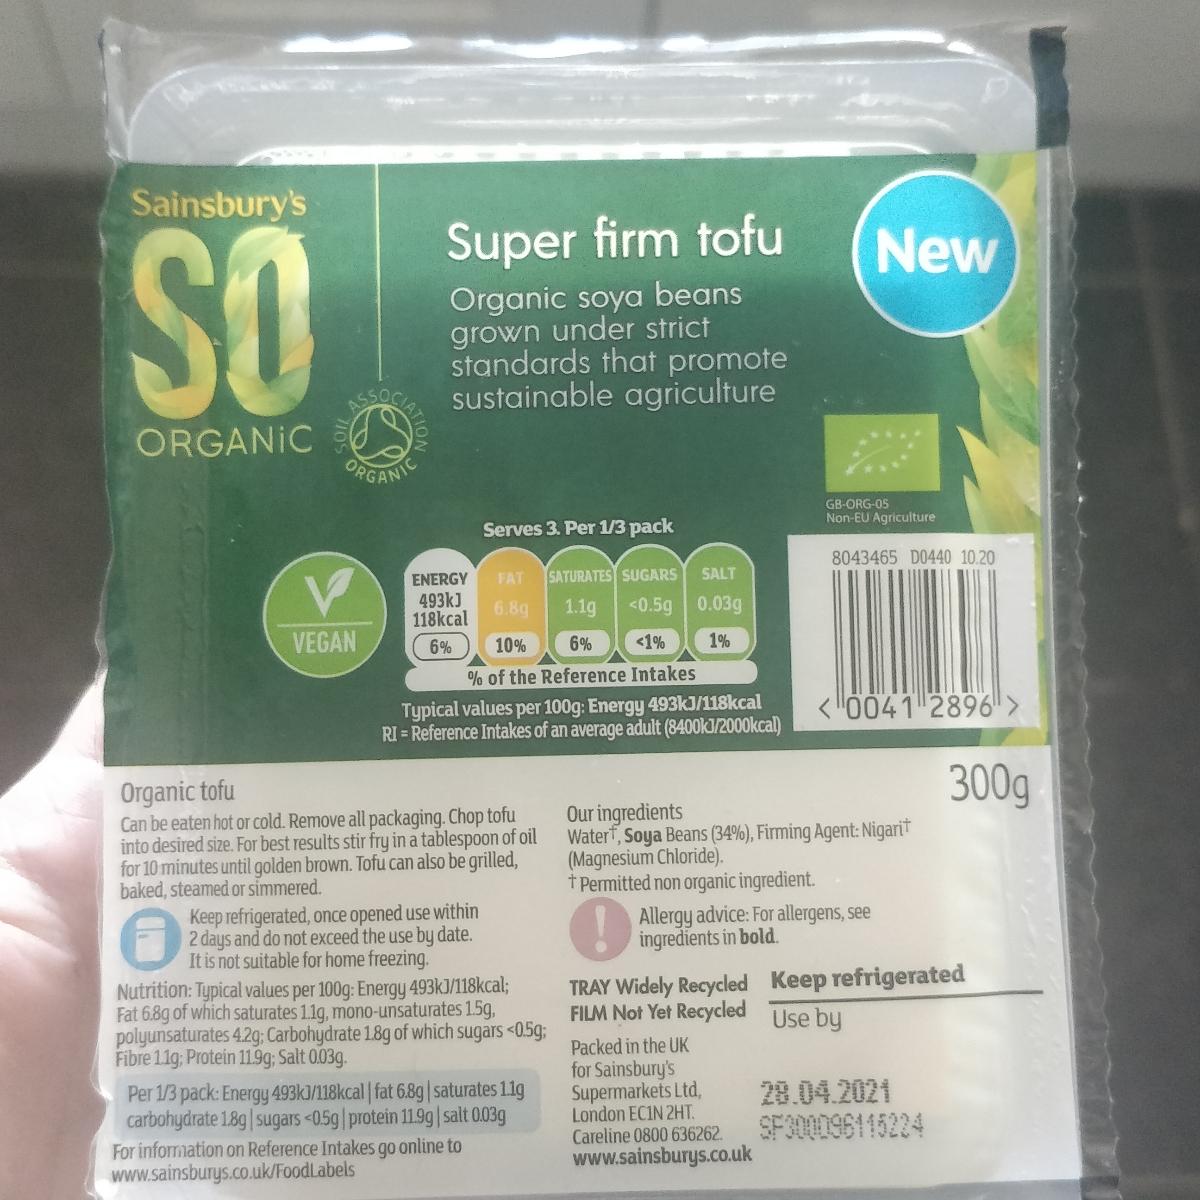 Sainsbury's
SO
ORGANiC
SOIL ASSOCIATION
ORGANIC
Super firm tofu
Organic soya beans
grown under strict
standards that promote
sustainable agriculture
New
GB-ORG-05
Non-EU Agriculture
Serves 3. Per 1/3 pack
V
VEGAN
ENERGY FAT SATURATES SUGARS SALT
493kJ
118kcal 6.8g 1.1g <0.5g 0.03g
6% 10% 6% <1% 1%
% of the Reference Intakes
Typical values per 100g: Energy 493kJ/118kcal
RI = Reference Intakes of an average adult (8400kJ/2000kcal)
8043465 D0440 10.20
<0041 2896>
300g
Organic tofu
Can be eaten hot or cold. Remove all packaging. Chop tofu
into desired size. For best results stir fry in a tablespoon of oil
for 10 minutes until golden brown. Tofu can also be grilled,
baked, steamed or simmered.
Keep refrigerated, once opened use within
2 days and do not exceed the use by date.
It is not suitable for home freezing.
Nutrition: Typical values per 100g: Energy 493kJ/118kcal;
Fat 6.8g of which saturates 1.1g, mono-unsaturates 1.5g,
polyunsaturates 4.2g; Carbohydrate 1.8g of which sugars <0.5g;
Fibre 1.1g; Protein 11.9g; Salt 0.03g.
Per 1/3 pack: Energy 493kJ/118kcal | fat 6.8g | saturates 1.1g
carbohydrate 1.8g | sugars <0.5g | protein 11.9g | salt 0.03g
For information on Reference Intakes go online to
www.sainsburys.co.uk/FoodLabels
Our ingredients
Water†, Soya Beans (34%), Firming Agent: Nigari†
(Magnesium Chloride).
† Permitted non organic ingredient.
!
Allergy advice: For allergens, see
ingredients in bold.
TRAY Widely Recycled
FILM Not Yet Recycled
Packed in the UK
for Sainsbury's
Supermarkets Ltd,
London EC1N 2HT.
Careline 0800 636262.
www.sainsburys.co.uk
Keep refrigerated
Use by
28.04.2021
SF300096115224